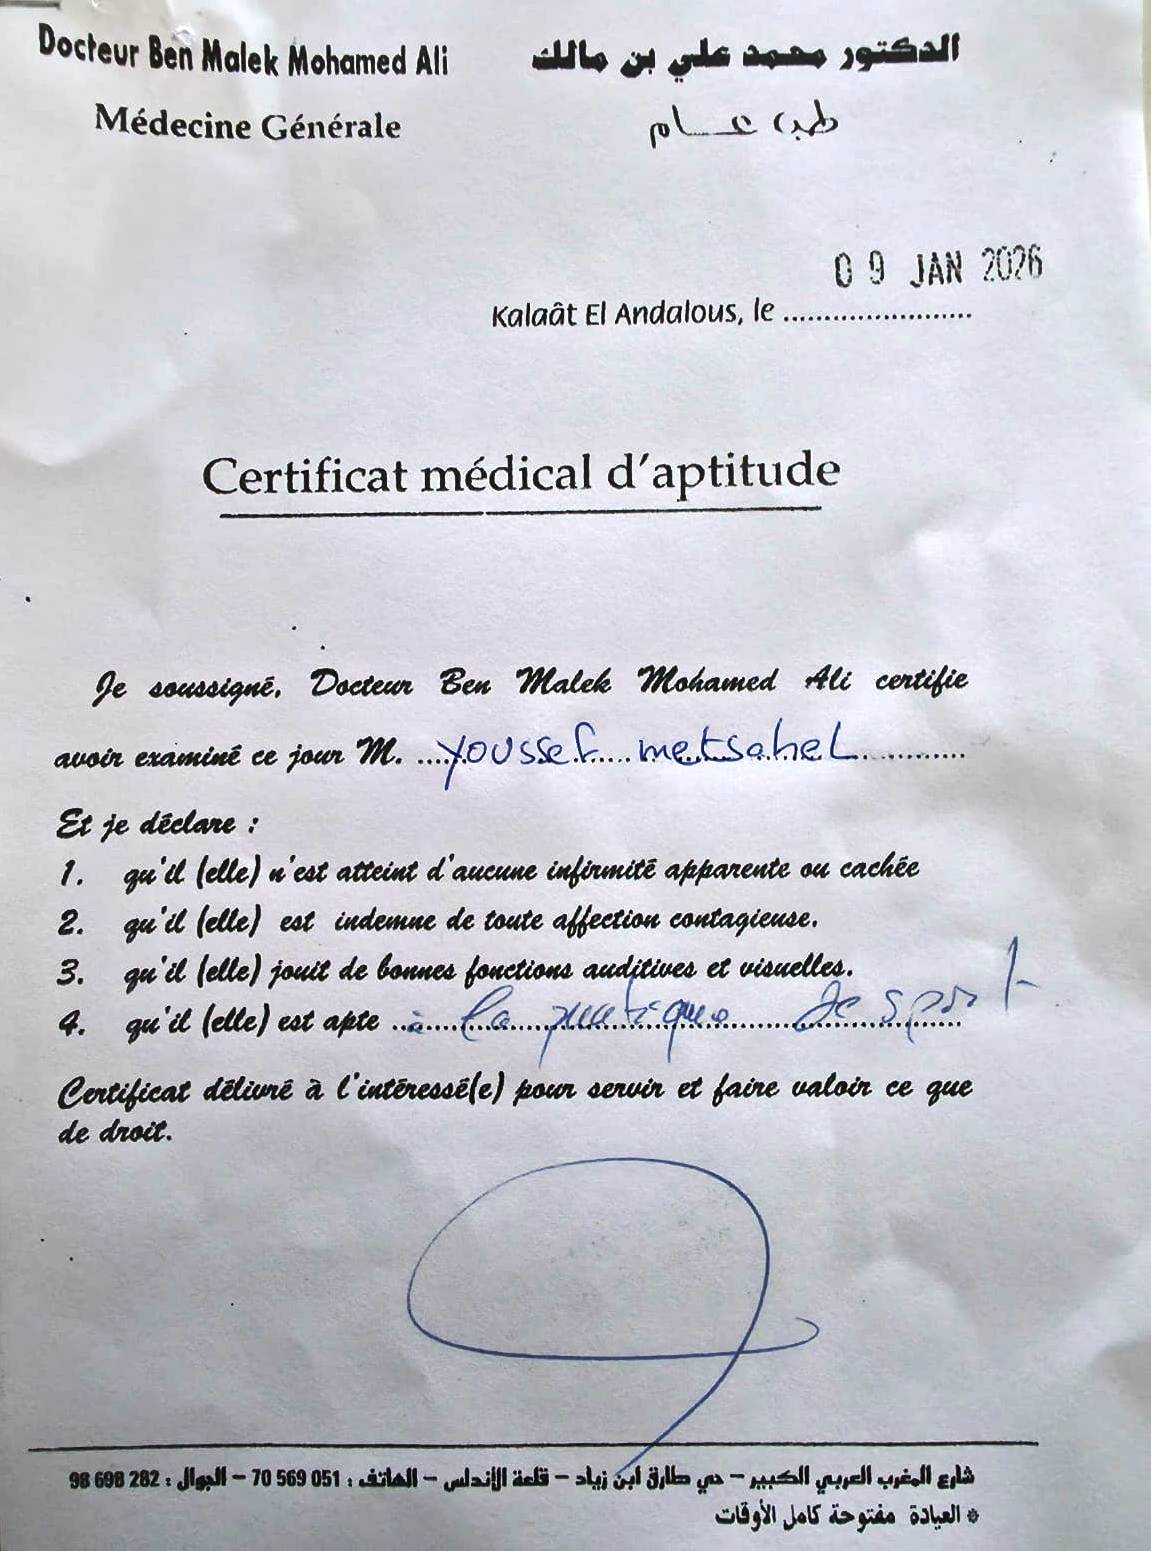 Docteur Ben Malek Mohamed Ali
الدكتور محمد علي بن مالك
Médecine Générale
طب عام
09 JAN 2026
Kalaât El Andalous, le .......................
Certificat médical d'aptitude
Je soussigné, Docteur Ben Malek Mohamed Ali certifie
avoir examiné ce jour M. ....youssef.... metsahel.............
Et je déclare :
1. qu'il (elle) n'est atteint d'aucune infirmité apparente ou cachée
2. qu'il (elle) est indemne de toute affection contagieuse.
3. qu'il (elle) jouit de bonnes fonctions auditives et visuelles.
4. qu'il (elle) est apte ..à la pratique de sport
Certificat délivré à l'intéressé(e) pour servir et faire valoir ce que
de droit.
شارع المغرب العربي الكبير – حي طارق ابن زياد – قلعة الأندلس – الهاتف : 70 569 051 – الجوال : 98 698 282
* العيادة مفتوحة كامل الأوقات